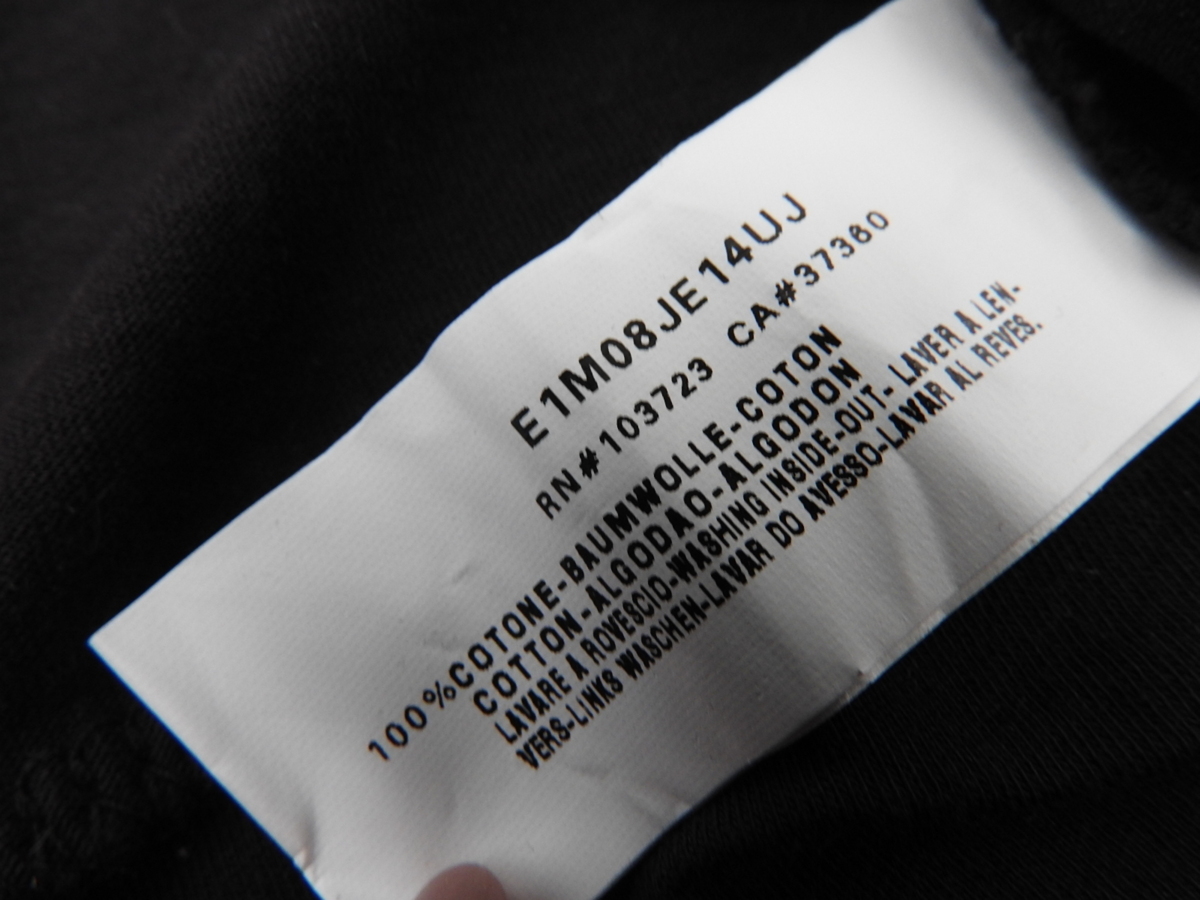 E1M08JE14UJ
RN#103723 CA#37360
100%COTONE-BAUMWOLLE-COTON
COTTON-ALGODAO-ALGODON
LAVARE A ROVESCIO-WASHING INSIDE-OUT- LAVER A L'EN-
VERS-LINKS WASCHEN-LAVAR DO AVESSO-LAVAR AL REVES.